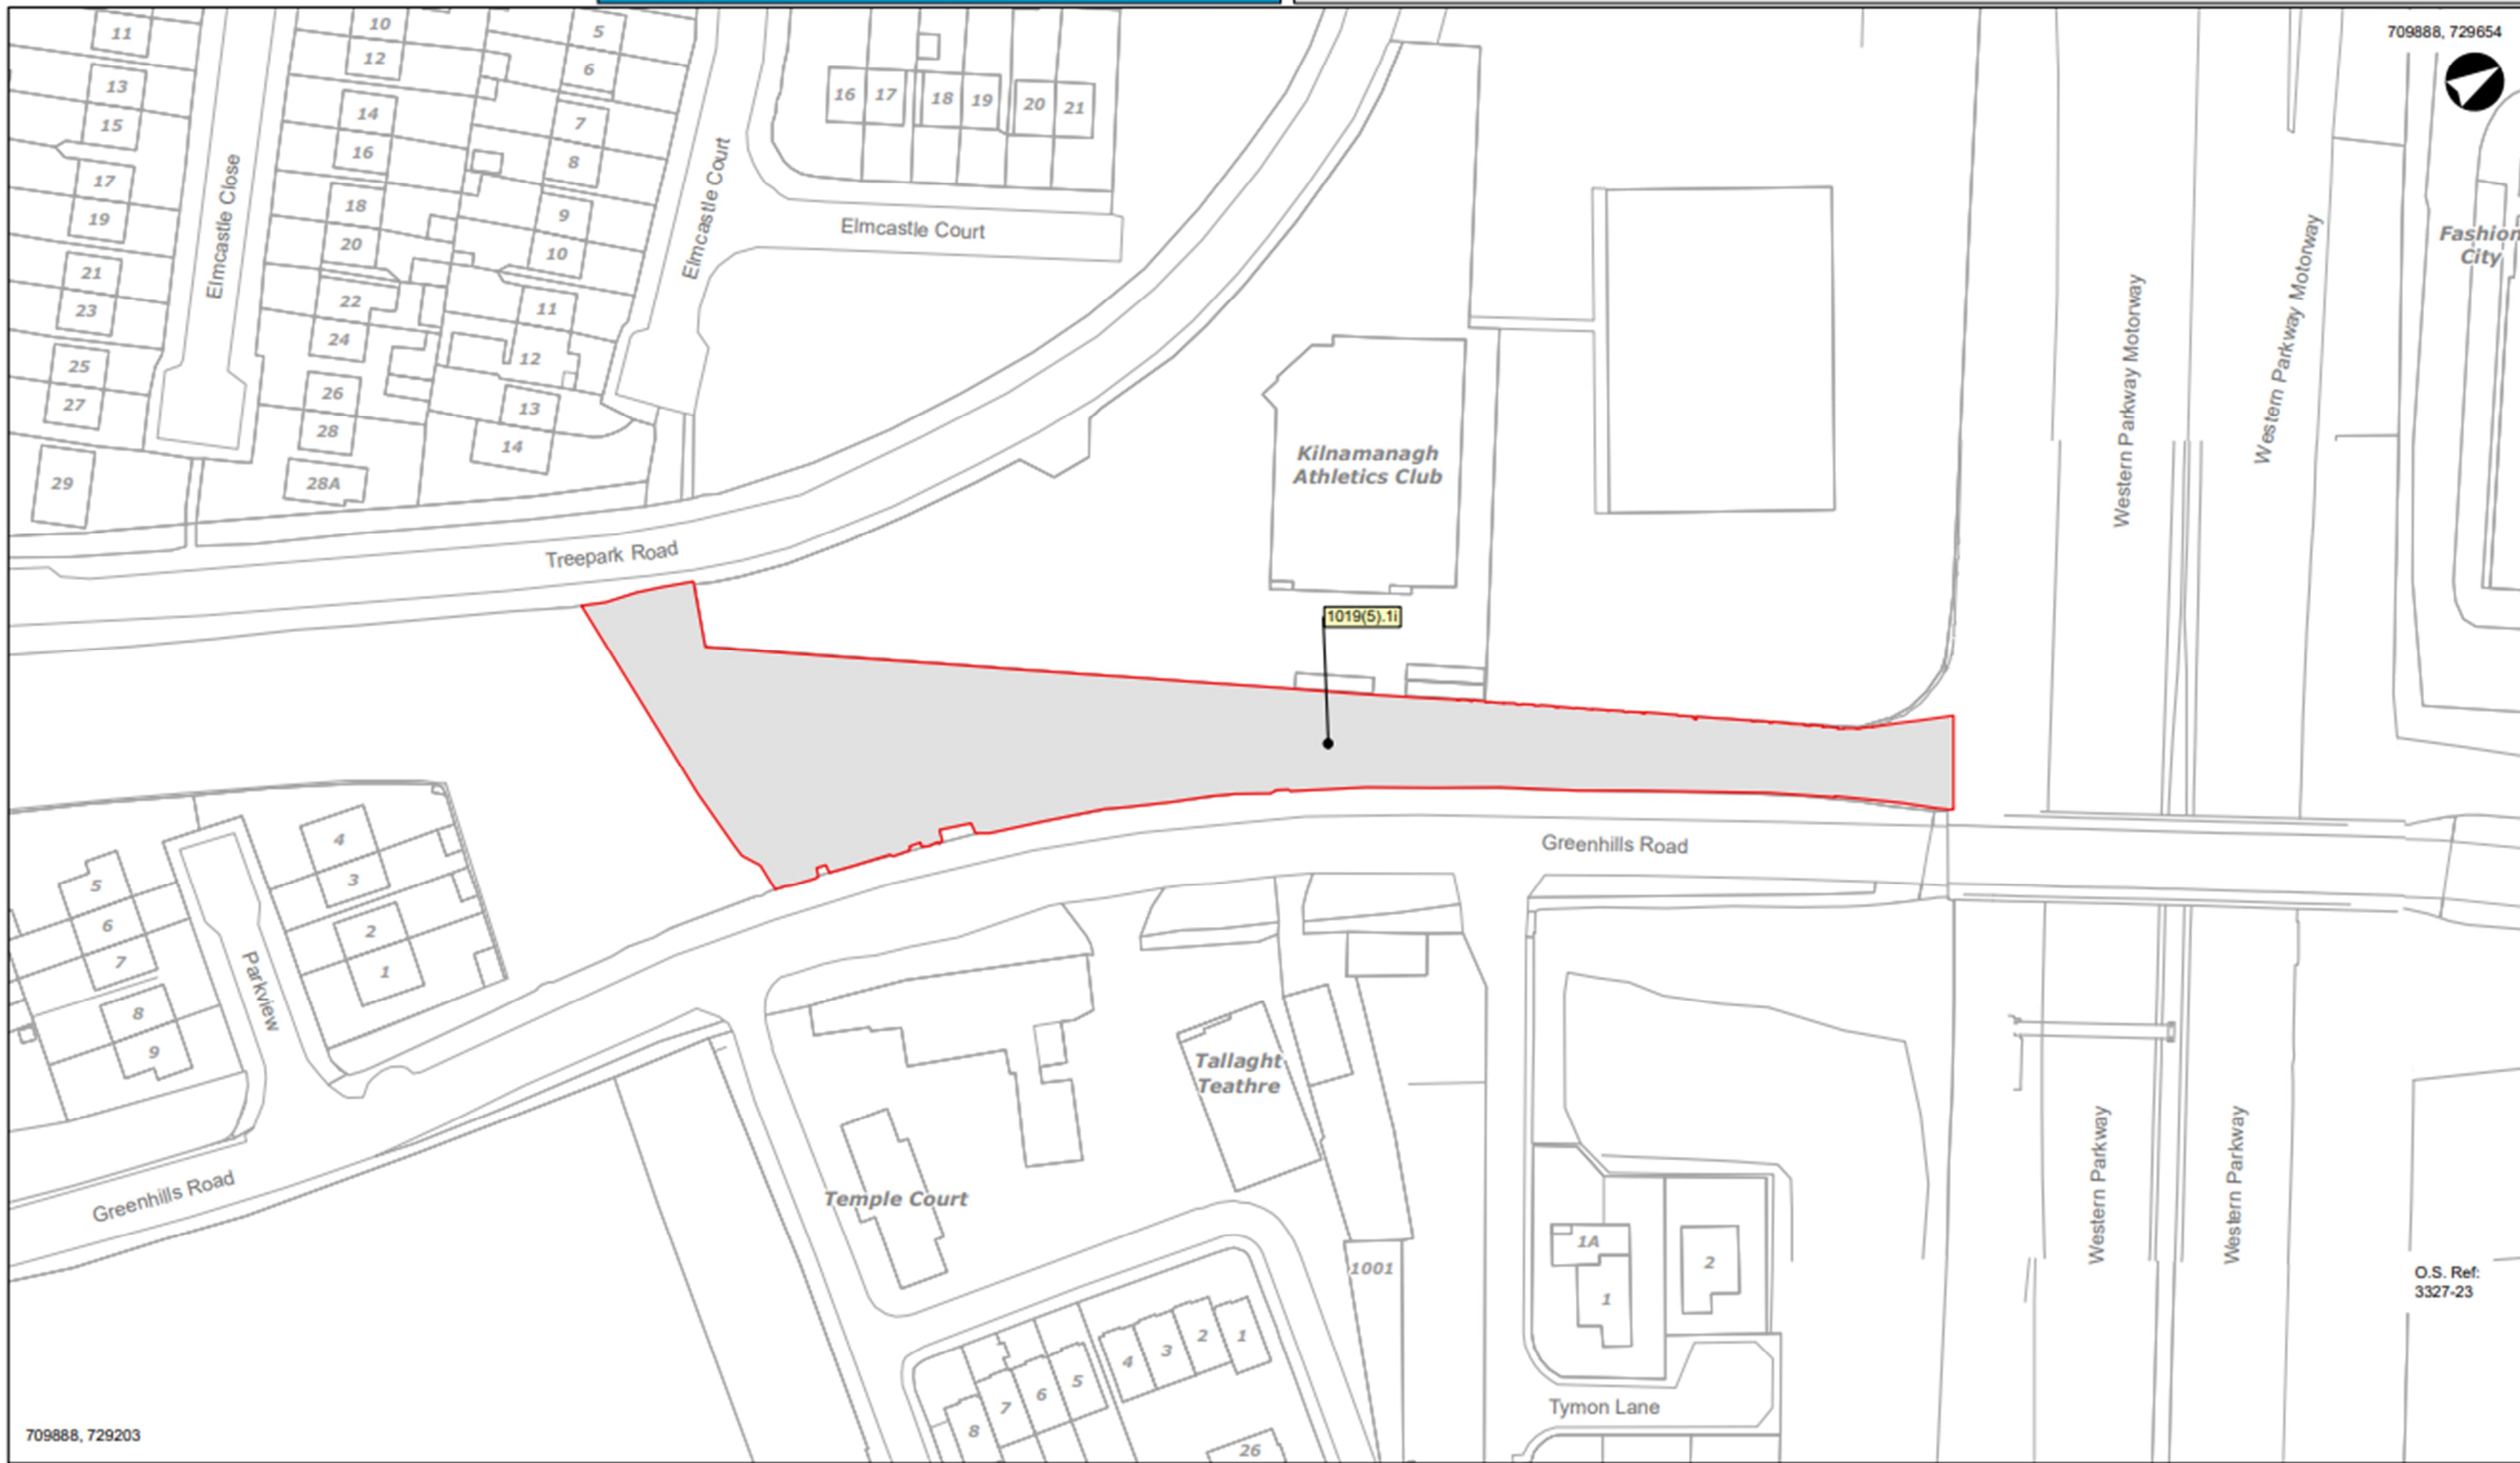 709888, 729654
11
13
15
17
19
21
23
25
27
29
Elmcastle Close
10
12
14
16
18
20
22
24
26
28
28A
5
6
7
8
9
10
11
12
13
14
Elmcastle Court
16
17
18
19
20
21
Elmcastle Court
Treepark Road
Kilnamanagh
Athletics Club
1019(5).1i
Western Parkway Motorway
Western Parkway Motorway
Fashion
City
Greenhills Road
4
3
2
1
5
6
7
8
9
Parkview
Greenhills Road
Tallaght
Teathre
Temple Court
1001
1A
1
2
Western Parkway
Western Parkway
O.S. Ref:
3327-23
8
7
6
5
4
3
2
1
26
Tymon Lane
709888, 729203